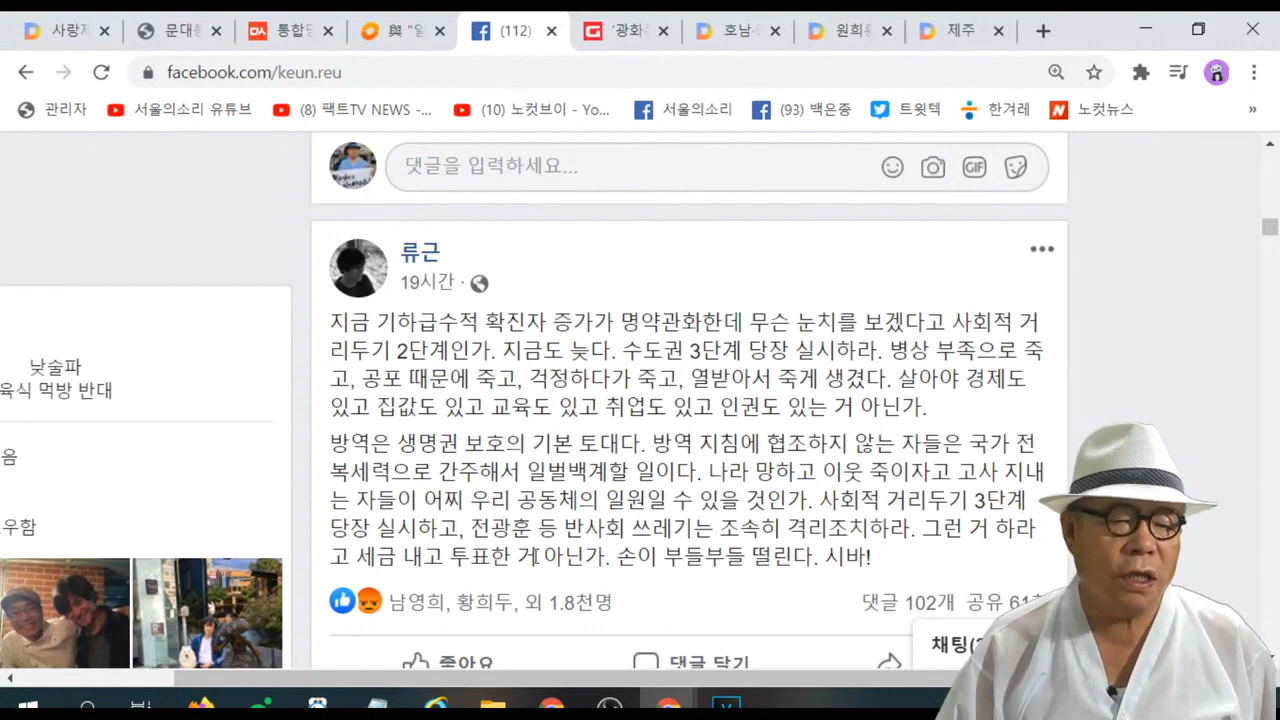 사랑제
문대통
통합당
與 "일
(112)
'광화문
호남
원희룡
제주
facebook.com/keun.reu
관리자
서울의소리 유튜브
(8) 팩트TV NEWS -...
(10) 노컷브이 - Yo...
서울의소리
(93) 백은종
트윗텍
한겨레
노컷뉴스
댓글을 입력하세요...
GIF
류근
19시간 ·
지금 기하급수적 확진자 증가가 명약관화한데 무슨 눈치를 보겠다고 사회적 거
리두기 2단계인가. 지금도 늦다. 수도권 3단계 당장 실시하라. 병상 부족으로 죽
고, 공포 때문에 죽고, 걱정하다가 죽고, 열받아서 죽게 생겼다. 살아야 경제도
있고 집값도 있고 교육도 있고 취업도 있고 인권도 있는 거 아닌가.
방역은 생명권 보호의 기본 토대다. 방역 지침에 협조하지 않는 자들은 국가 전
복세력으로 간주해서 일벌백계할 일이다. 나라 망하고 이웃 죽이자고 고사 지내
는 자들이 어찌 우리 공동체의 일원일 수 있을 것인가. 사회적 거리두기 3단계
당장 실시하고, 전광훈 등 반사회 쓰레기는 조속히 격리조치하라. 그런 거 하라
고 세금 내고 투표한 거 아닌가. 손이 부들부들 떨린다. 시바!
남영희, 황희두, 외 1.8천명
댓글 102개 공유
좋아요
댓글 달기
채팅
낮술파
육식 먹방 반대
음
우함